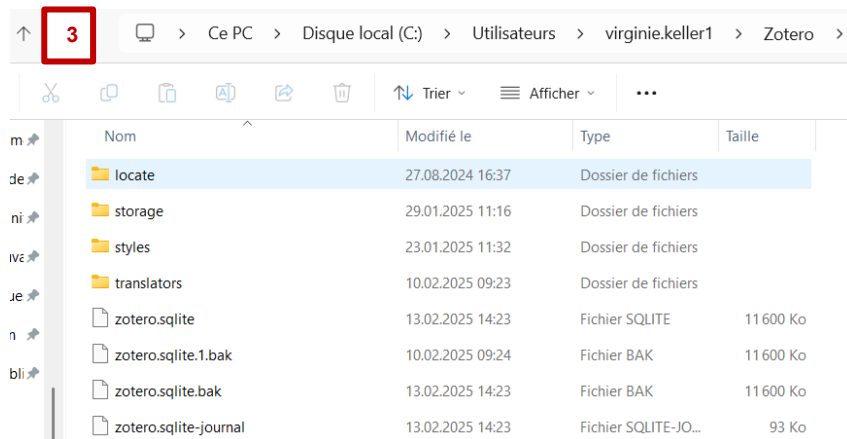 3 Ce PC > Disque local (C:) > Utilisateurs > virginie.keller1 > Zotero >
Trier Afficher ...
Nom Modifié le Type Taille
locate 27.08.2024 16:37 Dossier de fichiers
storage 29.01.2025 11:16 Dossier de fichiers
styles 23.01.2025 11:32 Dossier de fichiers
translators 10.02.2025 09:23 Dossier de fichiers
zotero.sqlite 13.02.2025 14:23 Fichier SQLITE 11 600 Ko
zotero.sqlite.1.bak 10.02.2025 09:24 Fichier BAK 11 600 Ko
zotero.sqlite.bak 13.02.2025 14:23 Fichier BAK 11 600 Ko
zotero.sqlite-journal 13.02.2025 14:23 Fichier SQLITE-JO... 93 Ko